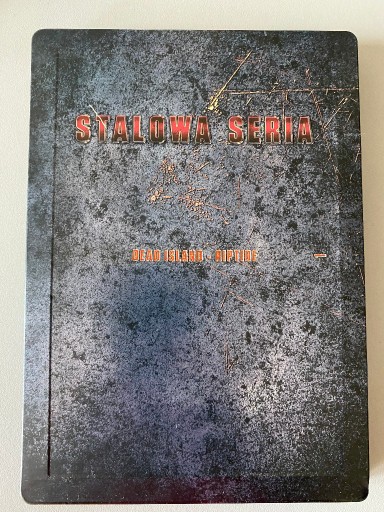 STALOWA SERIA
DEAD ISLAND - RIPTIDE